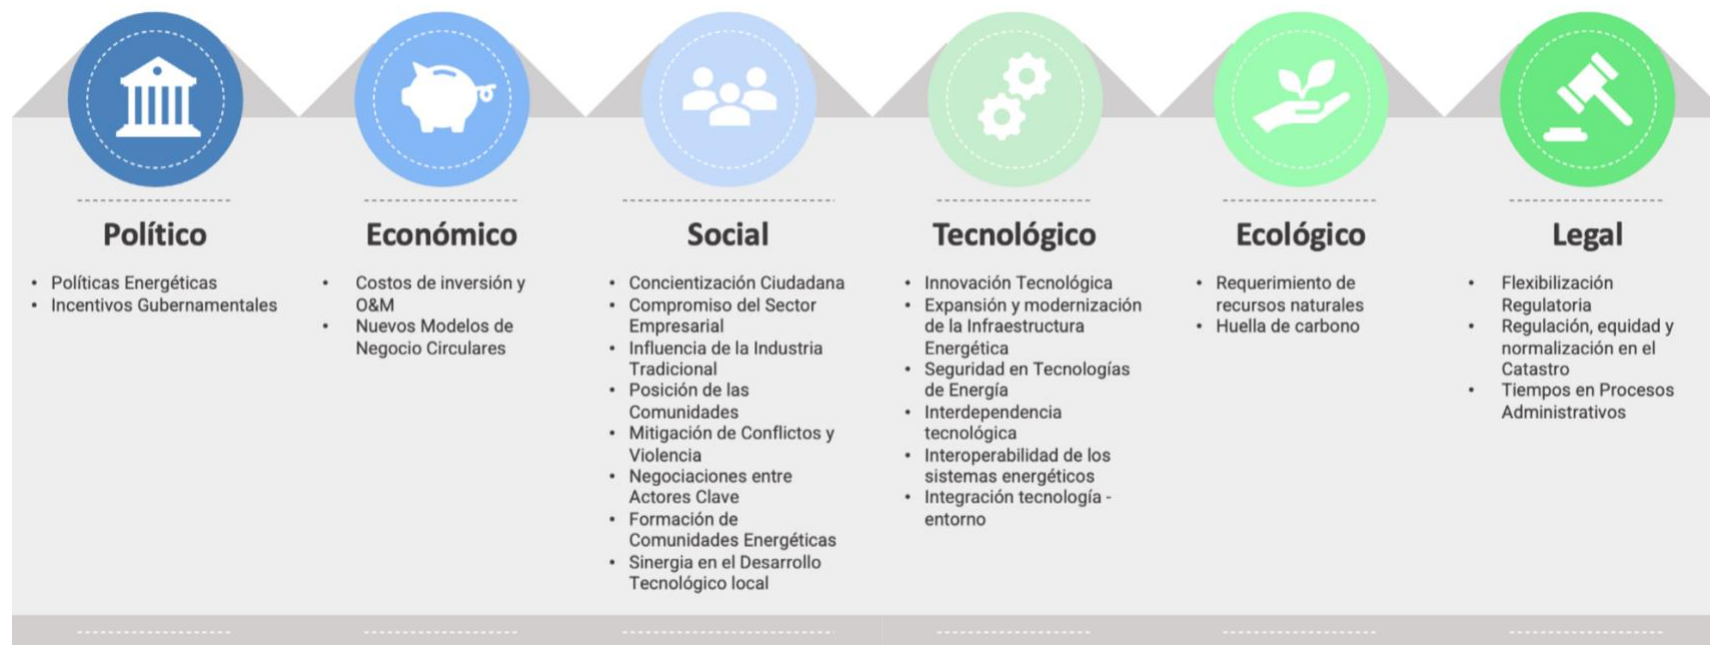 Político
• Políticas Energéticas
• Incentivos Gubernamentales
Económico
• Costos de inversión y
O&M
• Nuevos Modelos de
Negocio Circulares
Social
• Concientización Ciudadana
• Compromiso del Sector
Empresarial
• Influencia de la Industria
Tradicional
• Posición de las
Comunidades
• Mitigación de Conflictos y
Violencia
• Negociaciones entre
Actores Clave
• Formación de
Comunidades Energéticas
• Sinergia en el Desarrollo
Tecnológico local
Tecnológico
• Innovación Tecnológica
• Expansión y modernización
de la Infraestructura
Energética
• Seguridad en Tecnologías
de Energía
• Interdependencia
tecnológica
• Interoperabilidad de los
sistemas energéticos
• Integración tecnología -
entorno
Ecológico
• Requerimiento de
recursos naturales
• Huella de carbono
Legal
• Flexibilización
Regulatoria
• Regulación, equidad y
normalización en el
Catastro
• Tiempos en Procesos
Administrativos